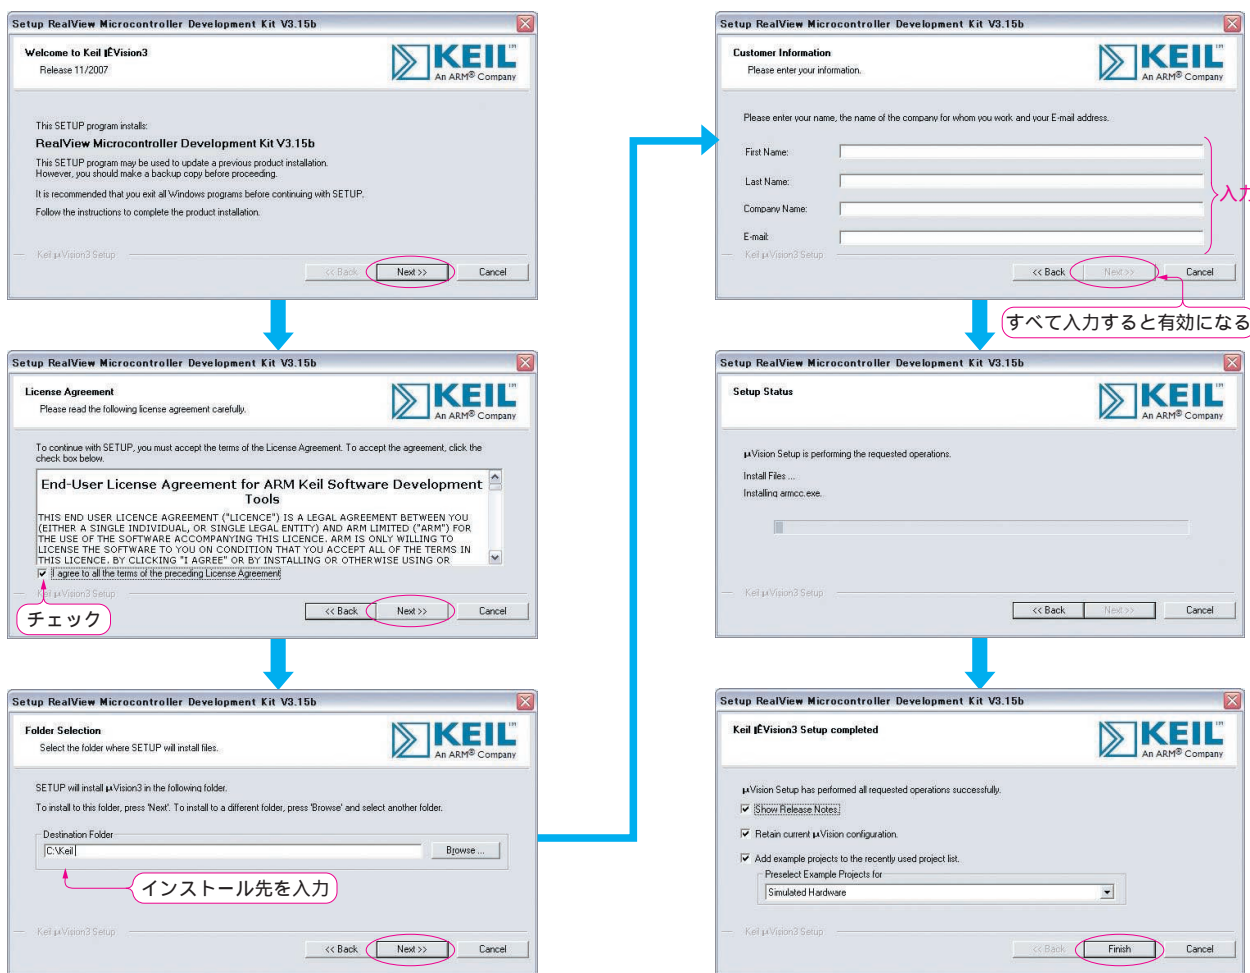 Setup RealView Microcontroller Development Kit V3.15b
Welcome to Keil µVision3
Release 11/2007
KEIL™
An ARM® Company
This SETUP program installs:
RealView Microcontroller Development Kit V3.15b
This SETUP program may be used to update a previous product installation.
However, you should make a backup copy before proceeding.
It is recommended that you exit all Windows programs before continuing with SETUP.
Follow the instructions to complete the product installation.
Keil µVision3 Setup
<< Back Next >> Cancel
Setup RealView Microcontroller Development Kit V3.15b
License Agreement
Please read the following license agreement carefully.
KEIL™
An ARM® Company
To continue with SETUP, you must accept the terms of the License Agreement. To accept the agreement, click the
check box below.
End-User License Agreement for ARM Keil Software Development
Tools
THIS END USER LICENCE AGREEMENT ("LICENCE") IS A LEGAL AGREEMENT BETWEEN YOU
(EITHER A SINGLE INDIVIDUAL, OR SINGLE LEGAL ENTITY) AND ARM LIMITED ("ARM") FOR
THE USE OF THE SOFTWARE ACCOMPANYING THIS LICENCE. ARM IS ONLY WILLING TO
LICENSE THE SOFTWARE TO YOU ON CONDITION THAT YOU ACCEPT ALL OF THE TERMS IN
THIS LICENCE. BY CLICKING "I AGREE" OR BY INSTALLING OR OTHERWISE USING OR
I agree to all the terms of the preceding License Agreement
Keil µVision3 Setup
チェック
<< Back Next >> Cancel
Setup RealView Microcontroller Development Kit V3.15b
Folder Selection
Select the folder where SETUP will install files.
KEIL™
An ARM® Company
SETUP will install µVision3 in the following folder.
To install to this folder, press 'Next'. To install to a different folder, press 'Browse' and select another folder.
Destination Folder
C:\Keil
Browse ...
インストール先を入力
Keil µVision3 Setup
<< Back Next >> Cancel
Setup RealView Microcontroller Development Kit V3.15b
Customer Information
Please enter your information.
KEIL™
An ARM® Company
Please enter your name, the name of the company for whom you work and your E-mail address.
First Name:
Last Name:
Company Name:
E-mail:
入力
Keil µVision3 Setup
<< Back Next >> Cancel
すべて入力すると有効になる
Setup RealView Microcontroller Development Kit V3.15b
Setup Status
KEIL™
An ARM® Company
µVision Setup is performing the requested operations.
Install Files ...
Installing armcc.exe.
Keil µVision3 Setup
<< Back Next >> Cancel
Setup RealView Microcontroller Development Kit V3.15b
Keil µVision3 Setup completed
KEIL™
An ARM® Company
µVision Setup has performed all requested operations successfully.
Show Release Notes.
Retain current µVision configuration.
Add example projects to the recently used project list.
Preselect Example Projects for
Simulated Hardware
Keil µVision3 Setup
<< Back Finish Cancel